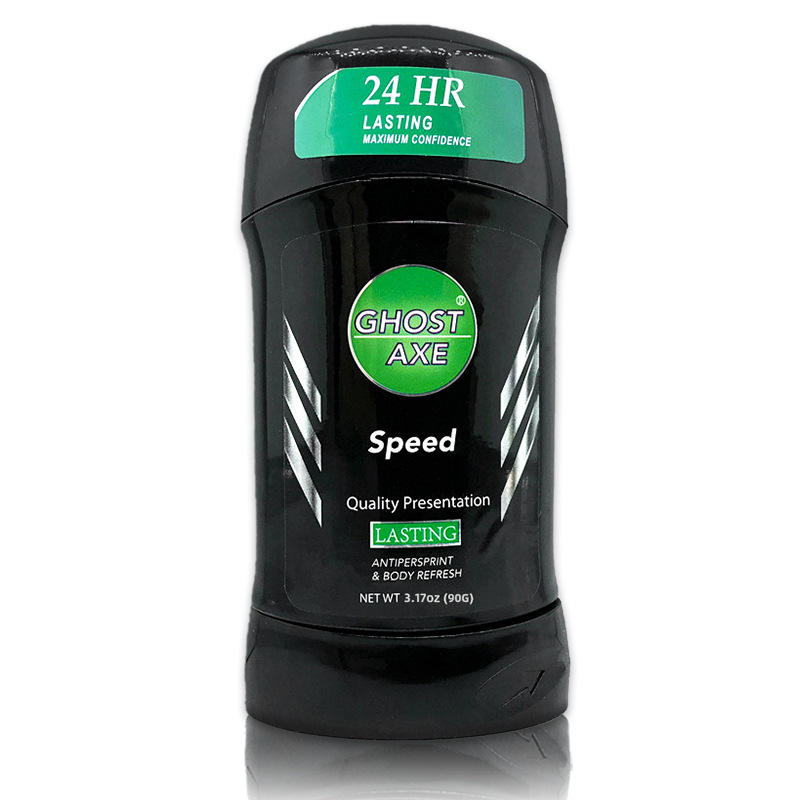 24 HR
LASTING
MAXIMUM CONFIDENCE
GHOST®
AXE
Speed
Quality Presentation
LASTING
ANTIPERSPRINT
& BODY REFRESH
NET WT 3.17oz (90G)